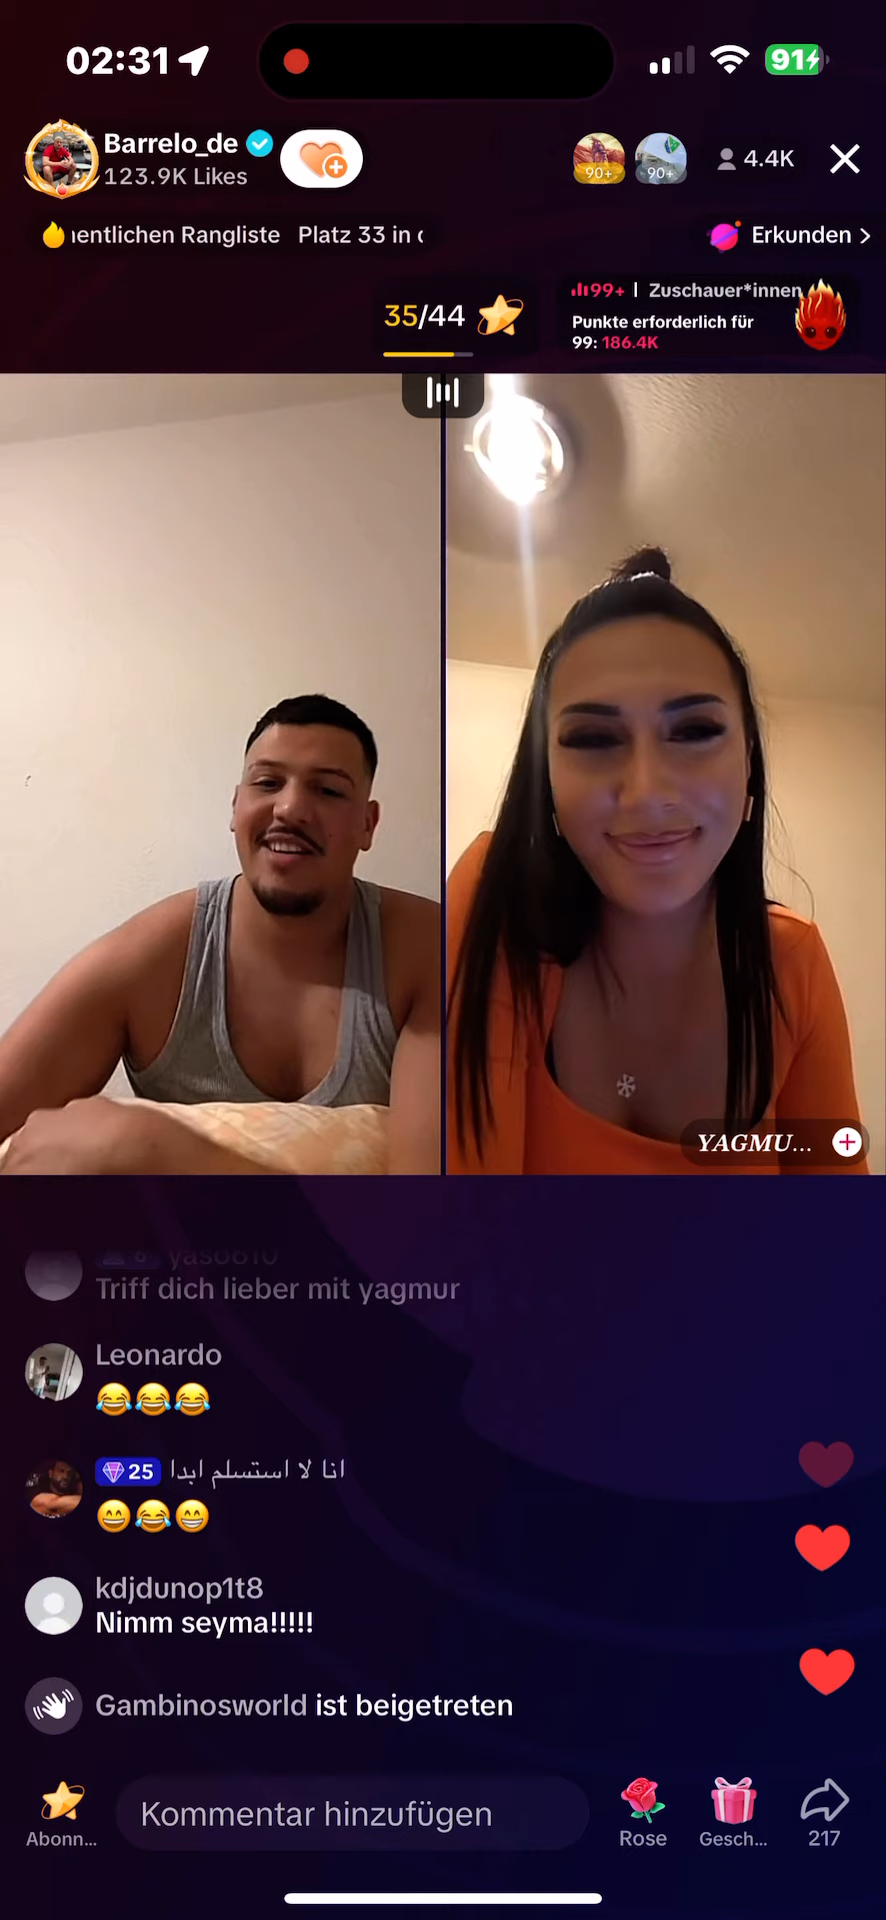 02:31
91
Barrelo_de
123.9K Likes
90+
90+
4.4K
entlichen Rangliste Platz 33 in
Erkunden
35/44
99+ | Zuschauer*innen
Punkte erforderlich für
99: 186.4K
YAGMU...
yaso810
Triff dich lieber mit yagmur
Leonardo
😂😂😂
25 انا لا استسلم ابدا
😄😂😁
kdjdunop1t8
Nimm seyma!!!!!
Gambinosworld ist beigetreten
Kommentar hinzufügen
Abonn...
Rose
Gesch...
217